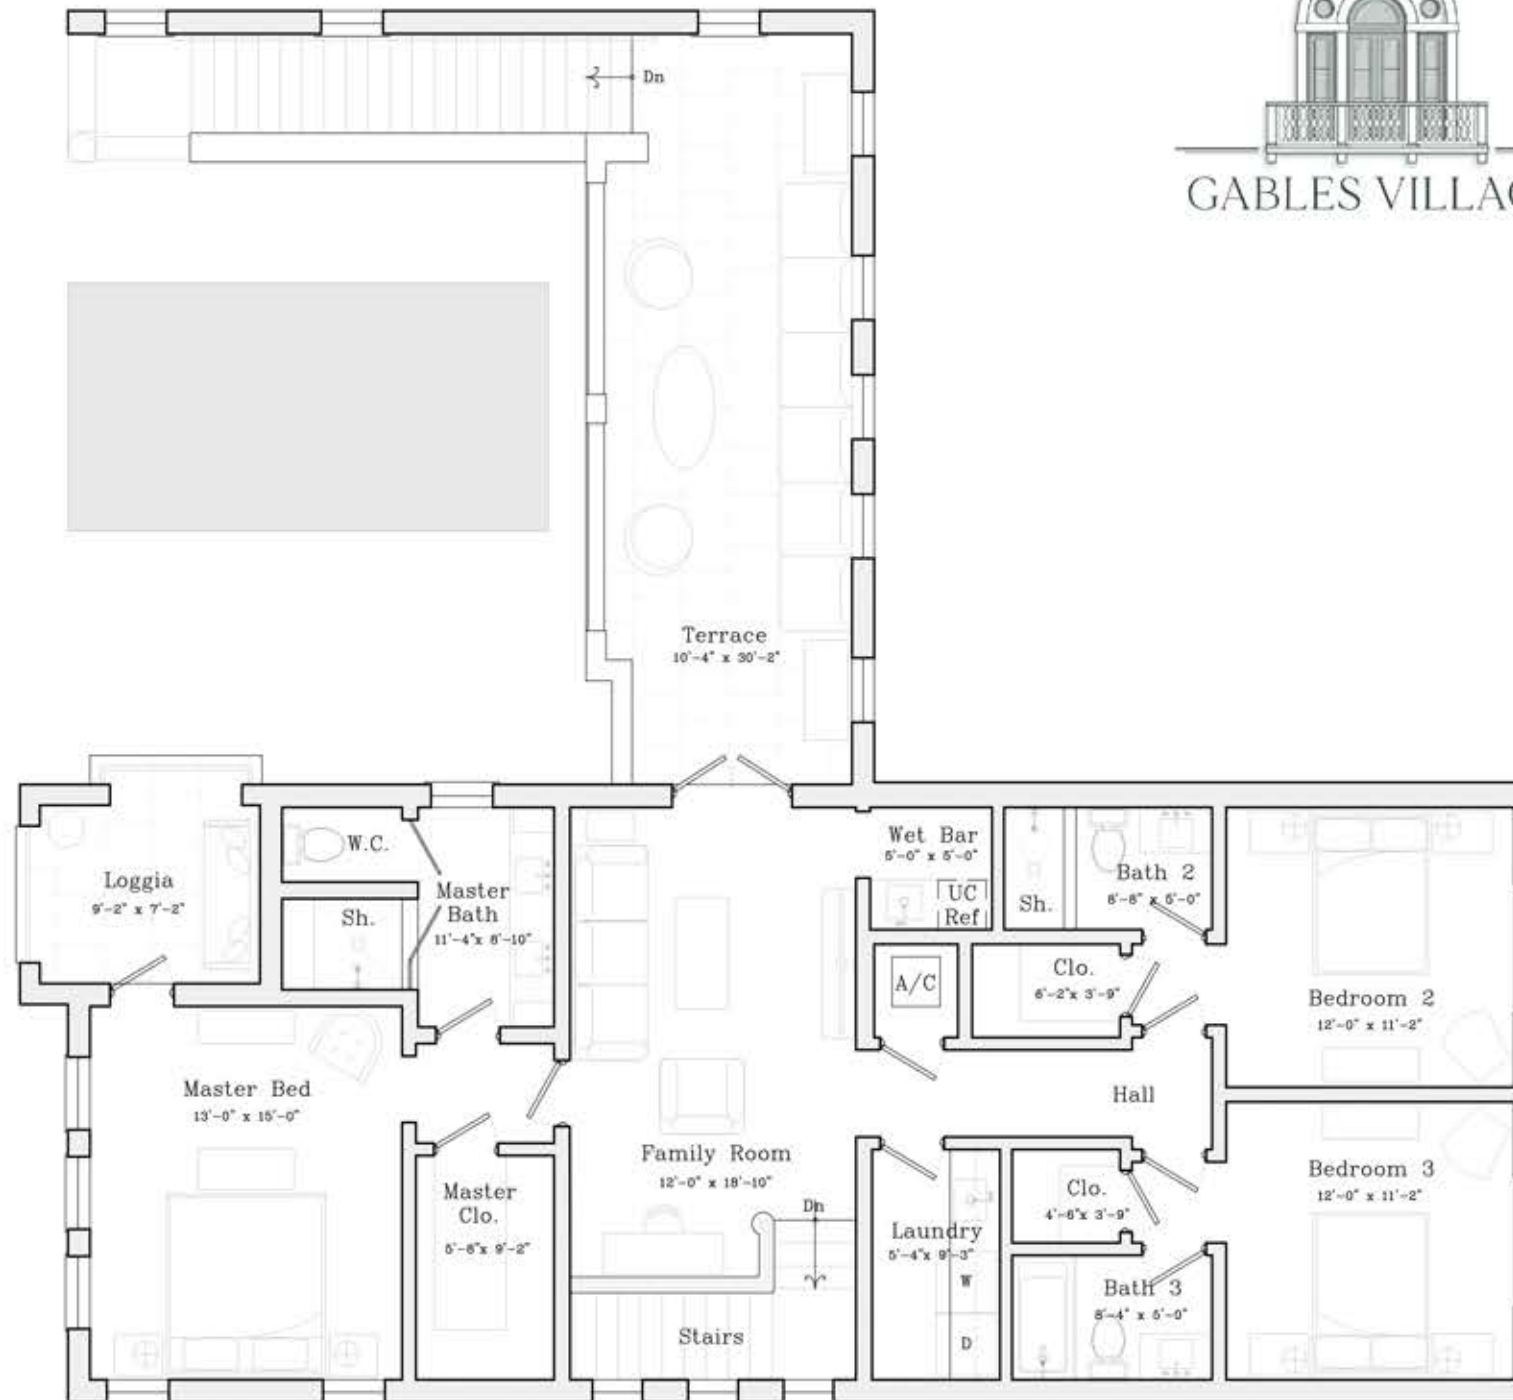 Dn
GABLES VILLAG
Terrace
10'-4" x 30'-2"
Loggia
9'-2" x 7'-2"
W.C.
Sh.
Master
Bath
11'-4"x 8'-10"
Wet Bar
5'-0" x 5'-0"
UC
Ref
Sh.
Bath 2
8'-8" x 5'-0"
A/C
Clo.
6'-2"x 3'-9"
Bedroom 2
12'-0" x 11'-2"
Master Bed
13'-0" x 15'-0"
Hall
Family Room
12'-0" x 18'-10"
Master
Clo.
5'-8"x 9'-2"
Dn
Laundry
5'-4"x 9'-3"
W
D
Clo.
4'-6"x 3'-9"
Bedroom 3
12'-0" x 11'-2"
Bath 3
8'-4" x 5'-0"
Stairs